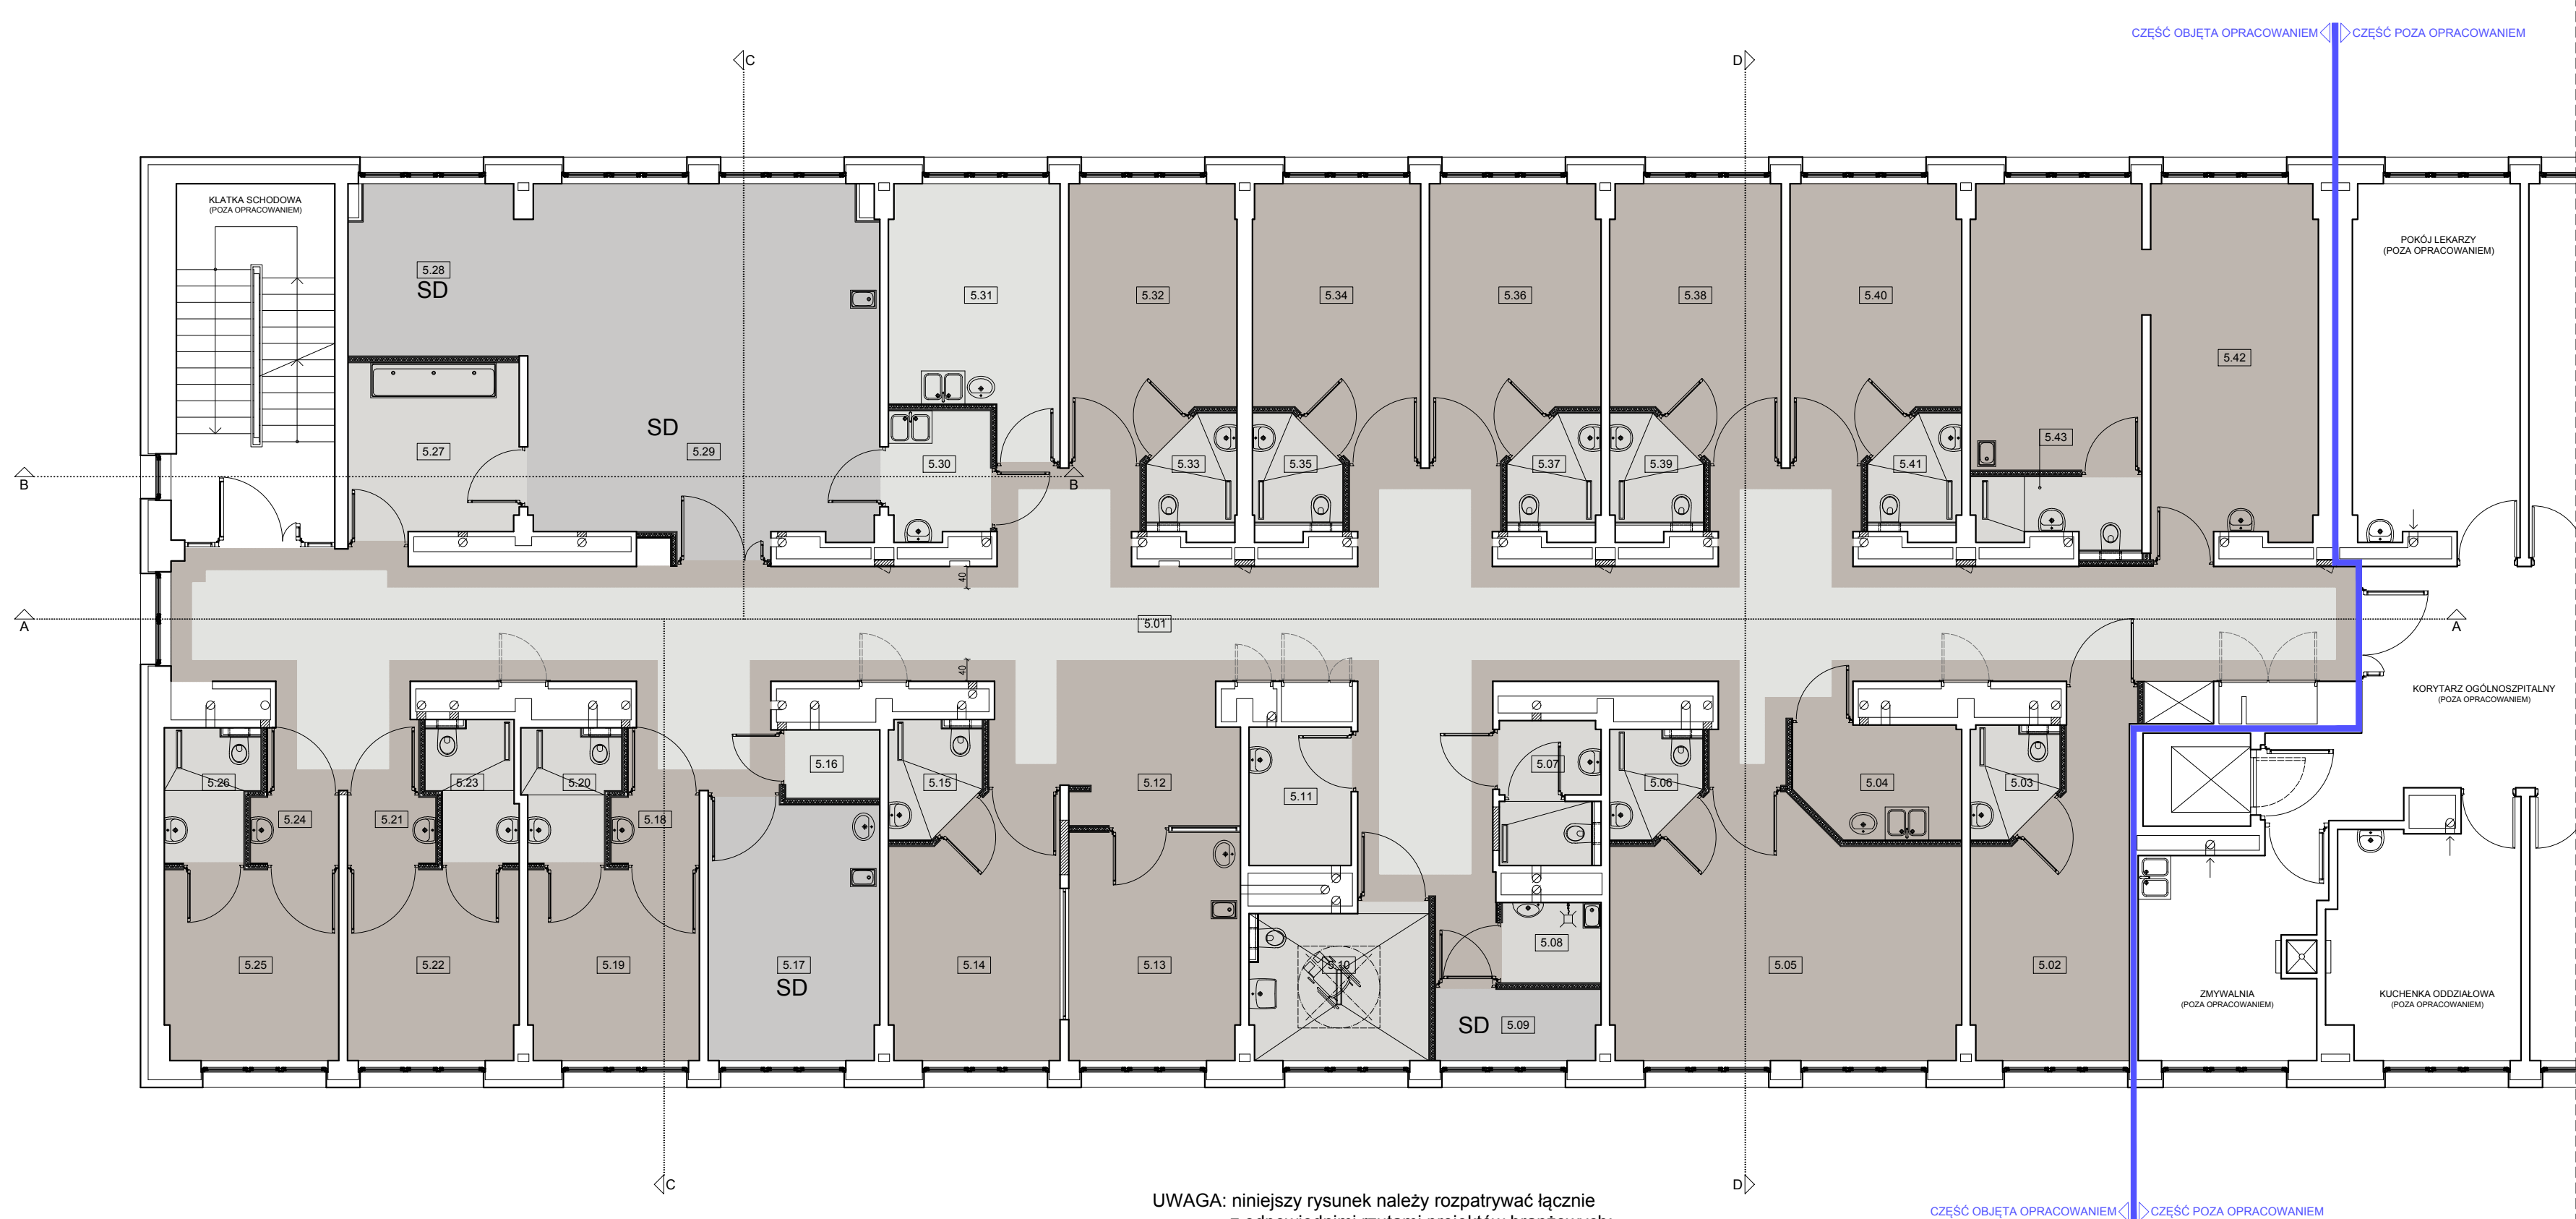 CZĘŚĆ OBJĘTA OPRACOWANIEM
CZĘŚĆ POZA OPRACOWANIEM
C
D
KLATKA SCHODOWA
(POZA OPRACOWANIEM)
POKÓJ LEKARZY
(POZA OPRACOWANIEM)
5.28
SD
5.31
5.32
5.34
5.36
5.38
5.40
5.42
SD
5.27
5.29
5.30
5.33
5.35
5.37
5.39
5.41
5.43
B
B
40
A
5.01
A
40
KORYTARZ OGÓLNOSZPITALNY
(POZA OPRACOWANIEM)
5.26
5.23
5.20
5.16
5.15
5.12
5.11
5.07
5.06
5.04
5.03
5.24
5.21
5.18
5.25
5.22
5.19
5.17
SD
5.14
5.13
5.10
5.08
5.05
5.02
SD
5.09
ZMYWALNIA
(POZA OPRACOWANIEM)
KUCHENKA ODDZIAŁOWA
(POZA OPRACOWANIEM)
C
D
UWAGA: niniejszy rysunek należy rozpatrywać łącznie
z odpowiednimi rzutami projektów branżowych:
CZĘŚĆ OBJĘTA OPRACOWANIEM
CZĘŚĆ POZA OPRACOWANIEM